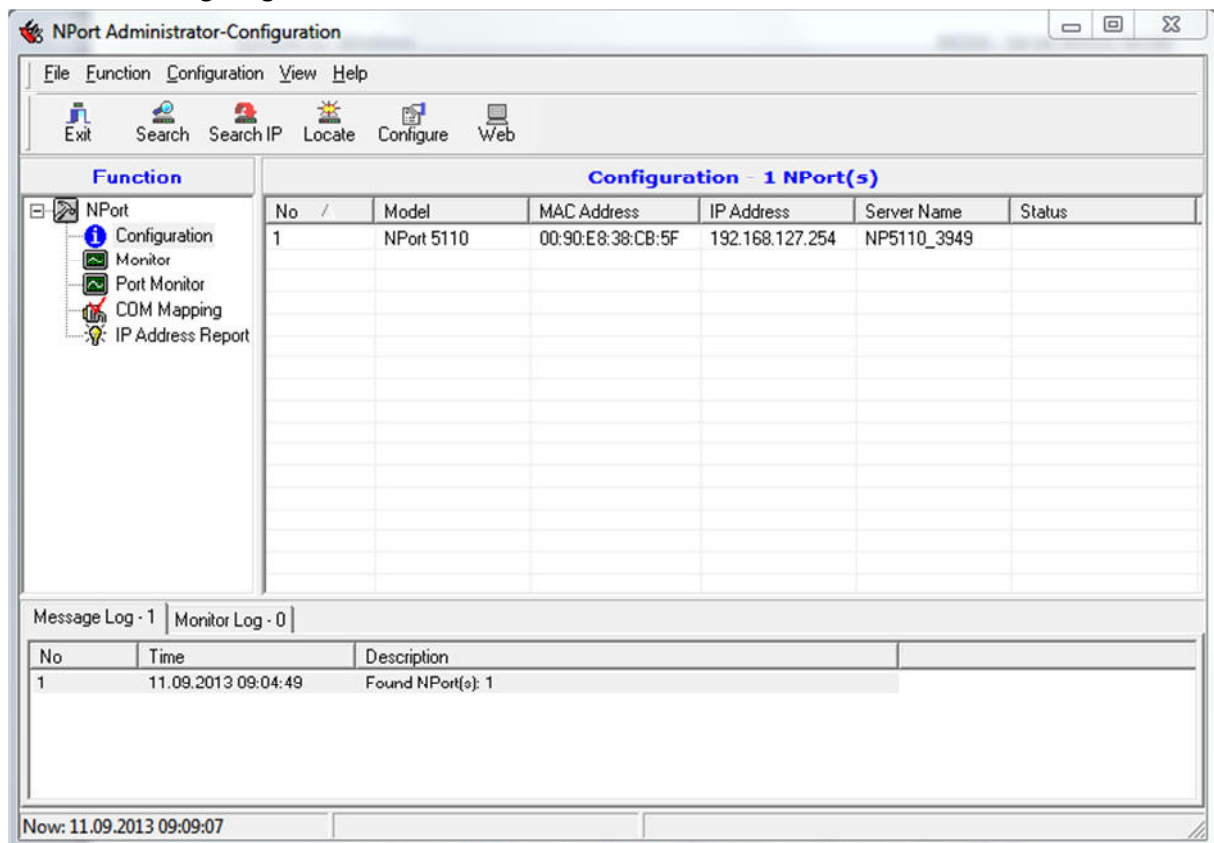 NPort Administrator-Configuration
File Function Configuration View Help
Exit Search Search IP Locate Configure Web
Function
Configuration - 1 NPort(s)
NPort
Configuration
Monitor
Port Monitor
COM Mapping
IP Address Report
No / Model MAC Address IP Address Server Name Status
1 NPort 5110 00:90:E8:38:CB:5F 192.168.127.254 NP5110_3949
Message Log - 1 Monitor Log - 0
No Time Description
1 11.09.2013 09:04:49 Found NPort(s): 1
Now: 11.09.2013 09:09:07